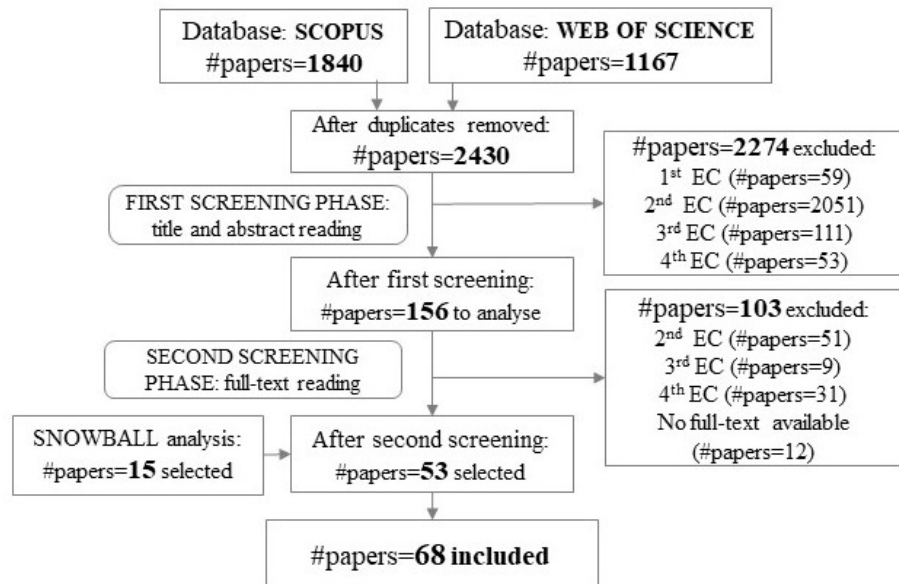 Database: SCOPUS
#papers=1840
Database: WEB OF SCIENCE
#papers=1167
After duplicates removed:
#papers=2430
#papers=2274 excluded:
1st EC (#papers=59)
2nd EC (#papers=2051)
3rd EC (#papers=111)
4th EC (#papers=53)
FIRST SCREENING PHASE:
title and abstract reading
After first screening:
#papers=156 to analyse
#papers=103 excluded:
2nd EC (#papers=51)
3rd EC (#papers=9)
4th EC (#papers=31)
No full-text available
(#papers=12)
SECOND SCREENING
PHASE: full-text reading
SNOWBALL analysis:
#papers=15 selected
After second screening:
#papers=53 selected
#papers=68 included